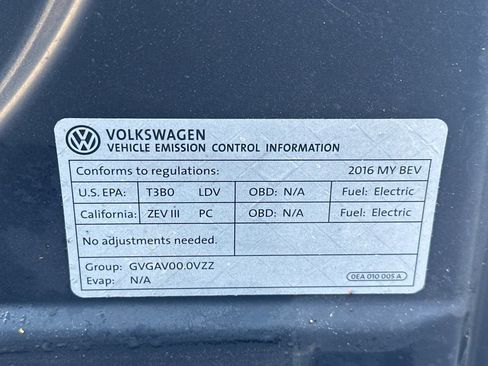 VOLKSWAGEN
VEHICLE EMISSION CONTROL INFORMATION
Conforms to regulations: 2016 MY BEV
U.S. EPA: T3B0 LDV OBD: N/A Fuel: Electric
California: ZEV III PC OBD: N/A Fuel: Electric
No adjustments needed.
Group: GVGAV00.0VZZ
Evap: N/A 0EA 010 005 A